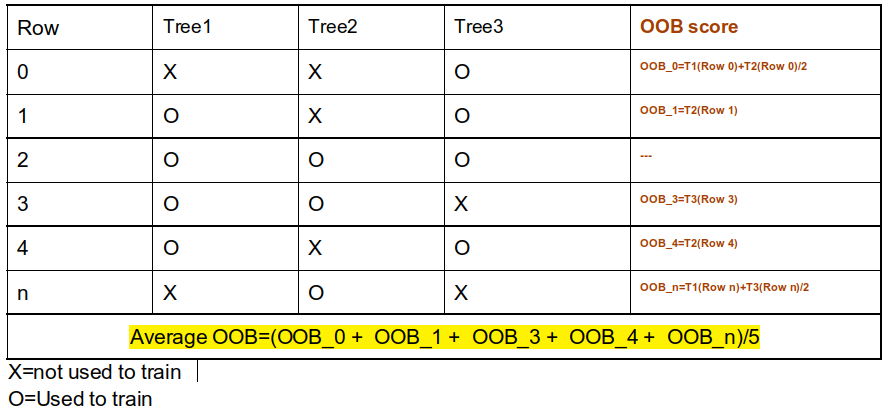 Row Tree1 Tree2 Tree3 OOB score
0 X X O OOB_0=T1(Row 0)+T2(Row 0)/2
1 O X O OOB_1=T2(Row 1)
2 O O O ---
3 O O X OOB_3=T3(Row 3)
4 O X O OOB_4=T2(Row 4)
n X O X OOB_n=T1(Row n)+T3(Row n)/2
Average OOB=(OOB_0 + OOB_1 + OOB_3 + OOB_4 + OOB_n)/5
X=not used to train
O=Used to train